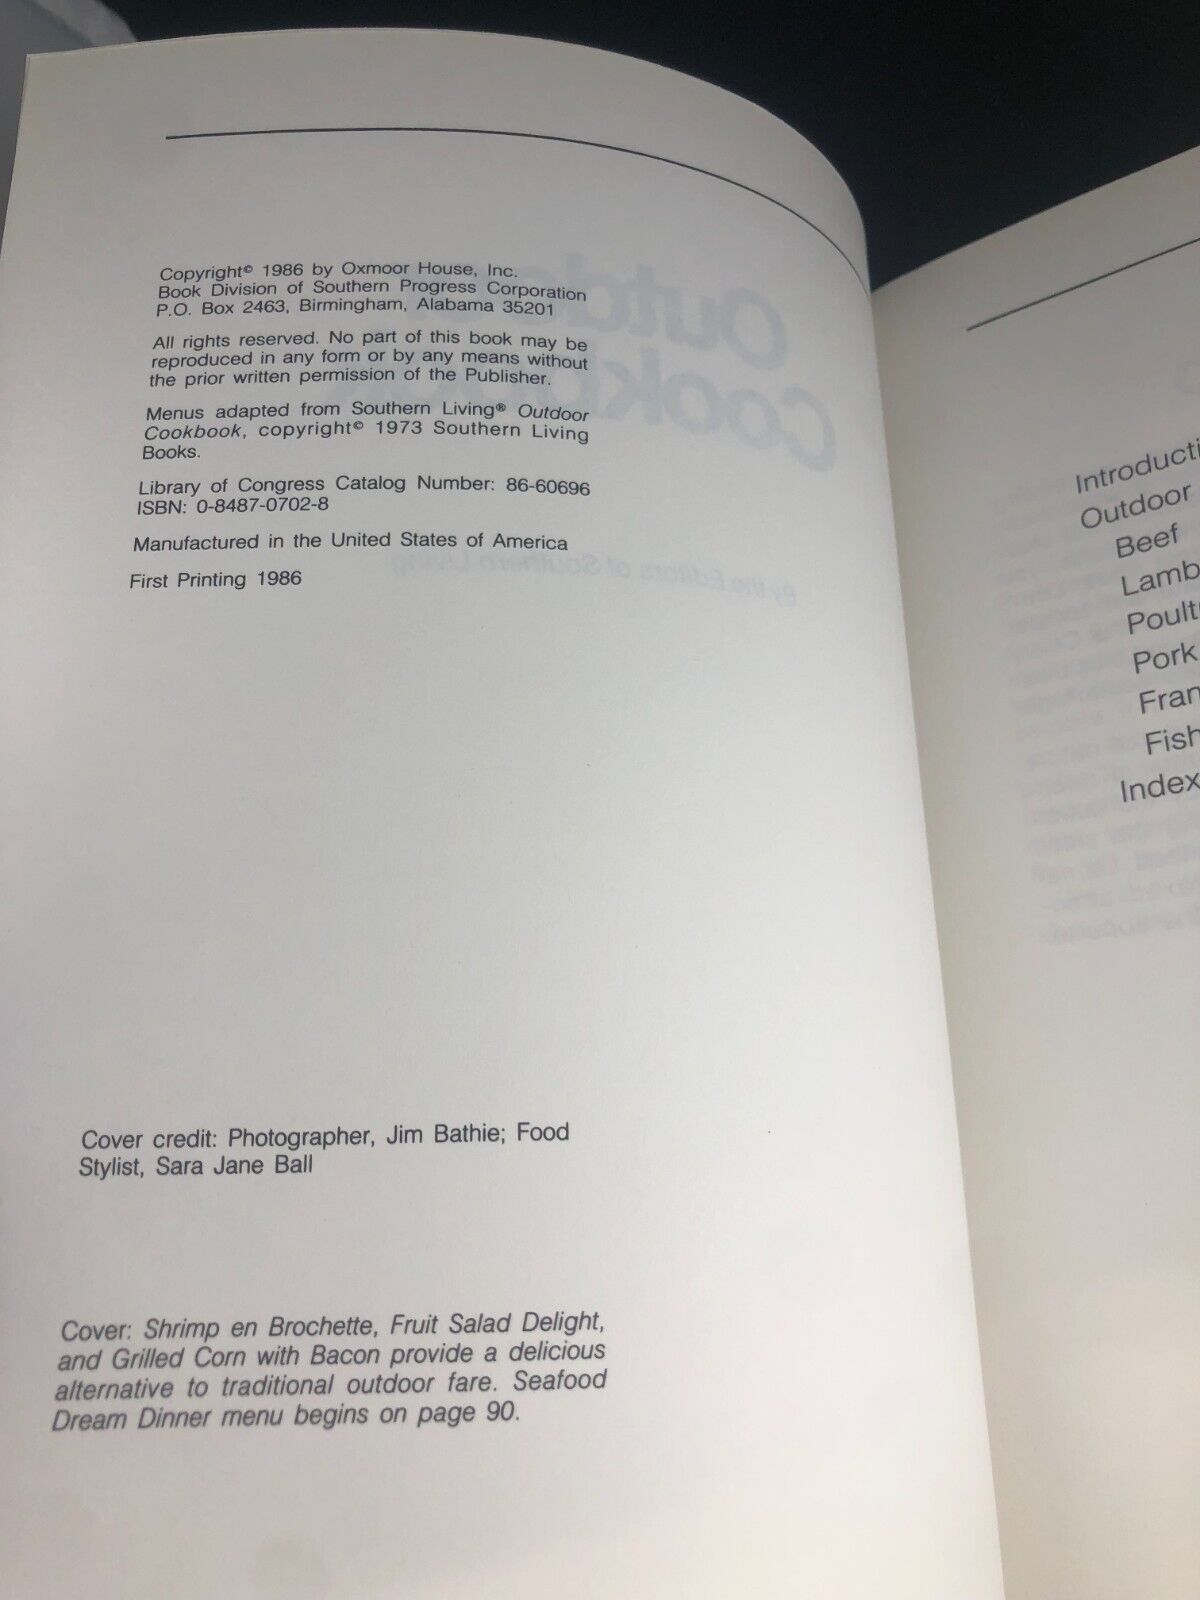 Copyright© 1986 by Oxmoor House, Inc.
Book Division of Southern Progress Corporation
P.O. Box 2463, Birmingham, Alabama 35201
All rights reserved. No part of this book may be
reproduced in any form or by any means without
the prior written permission of the Publisher.
Menus adapted from Southern Living® Outdoor
Cookbook, copyright© 1973 Southern Living
Books.
Library of Congress Catalog Number: 86-60696
ISBN: 0-8487-0702-8
Manufactured in the United States of America
First Printing 1986
Cover credit: Photographer, Jim Bathie; Food
Stylist, Sara Jane Ball
Cover: Shrimp en Brochette, Fruit Salad Delight,
and Grilled Corn with Bacon provide a delicious
alternative to traditional outdoor fare. Seafood
Dream Dinner menu begins on page 90.
Introducti
Outdoor
Beef
Lamb
Poult
Pork
Fran
Fish
Index